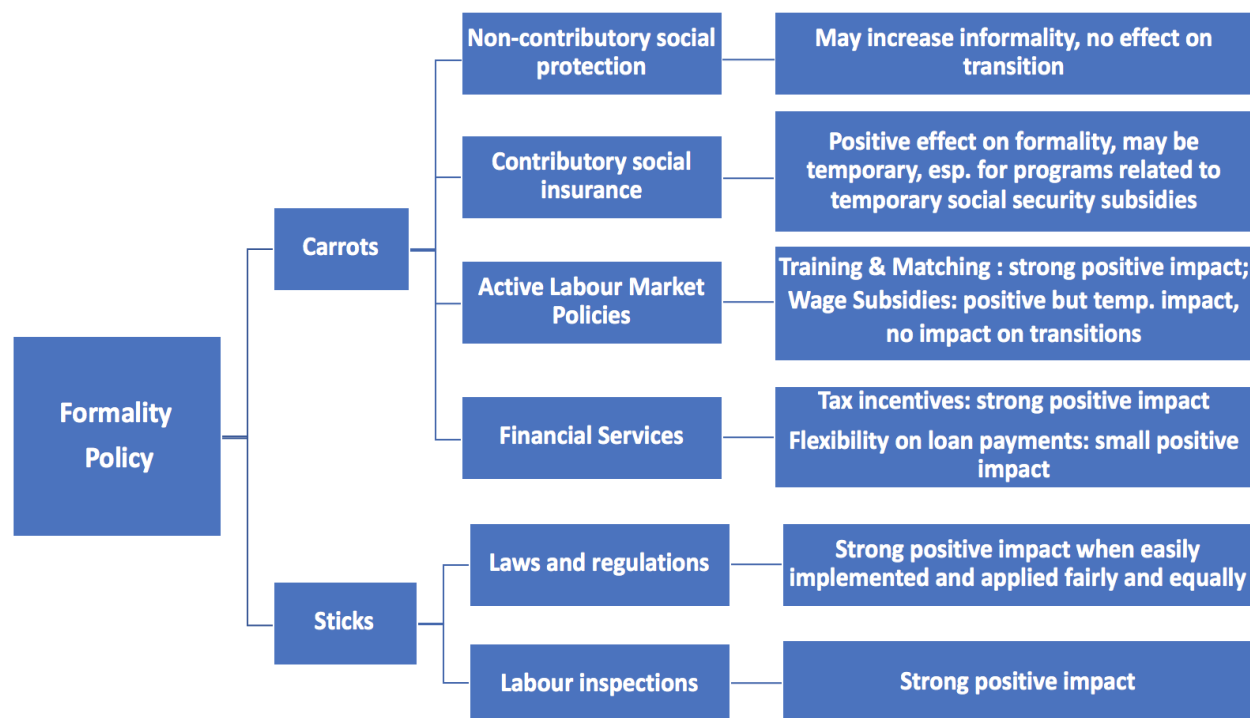 Non-contributory social
protection
May increase informality, no effect on
transition
Contributory social
insurance
Positive effect on formality, may be
temporary, esp. for programs related to
temporary social security subsidies
Carrots
Active Labour Market
Policies
Training & Matching : strong positive impact;
Wage Subsidies: positive but temp. impact,
no impact on transitions
Formality
Policy
Financial Services
Tax incentives: strong positive impact
Flexibility on loan payments: small positive
impact
Laws and regulations
Strong positive impact when easily
implemented and applied fairly and equally
Sticks
Labour inspections
Strong positive impact